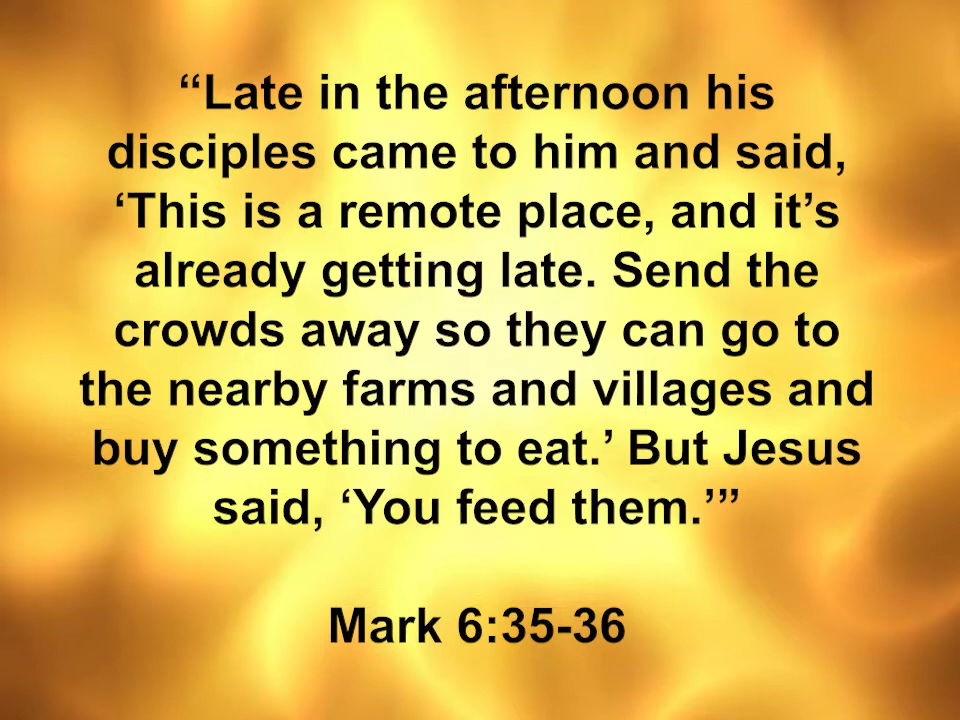 “Late in the afternoon his
disciples came to him and said,
‘This is a remote place, and it’s
already getting late. Send the
crowds away so they can go to
the nearby farms and villages and
buy something to eat.’ But Jesus
said, ‘You feed them.’”
Mark 6:35-36